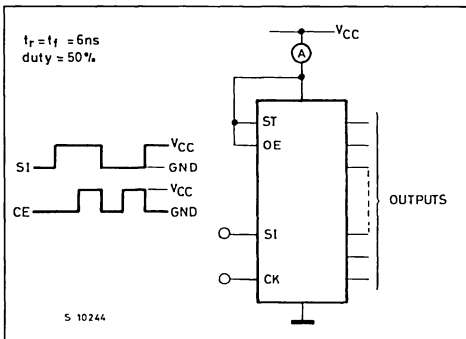 tr = tf = 6ns
duty = 50%
VCC
A
VCC
SI
GND
VCC
CE
GND
ST
OE
SI
CK
OUTPUTS
S 10244